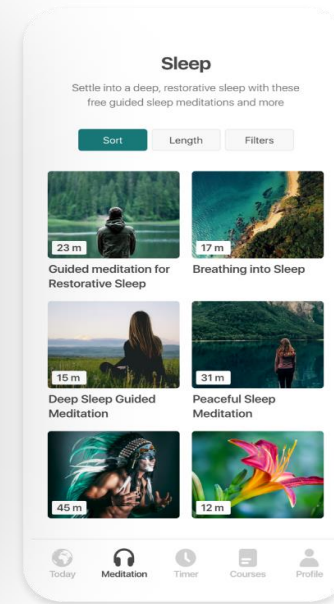 Sleep
Settle into a deep, restorative sleep with these
free guided sleep meditations and more
Sort
Length
Filters
23 m
17 m
Guided meditation for
Restorative Sleep
Breathing into Sleep
15 m
31 m
Deep Sleep Guided
Meditation
Peaceful Sleep
Meditation
45 m
12 m
Today
Meditation
Timer
Courses
Profile